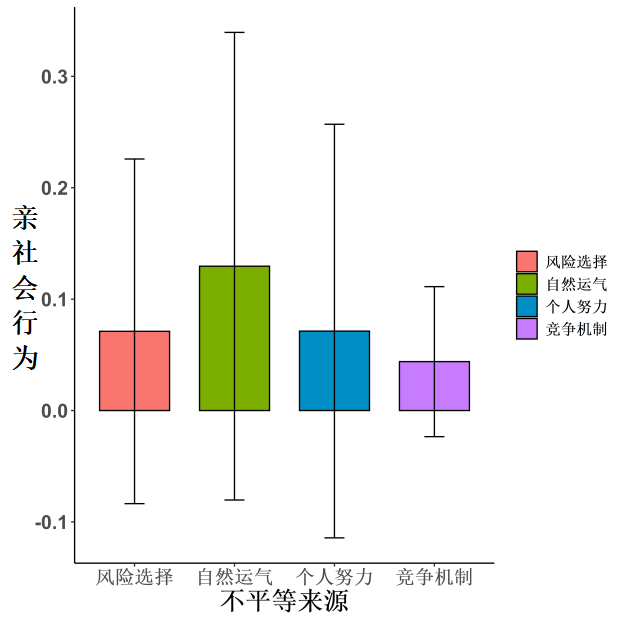 亲社会行为
0.3
0.2
0.1
0.0
-0.1
风险选择 自然运气 个人努力 竞争机制
不平等来源
风险选择
自然运气
个人努力
竞争机制